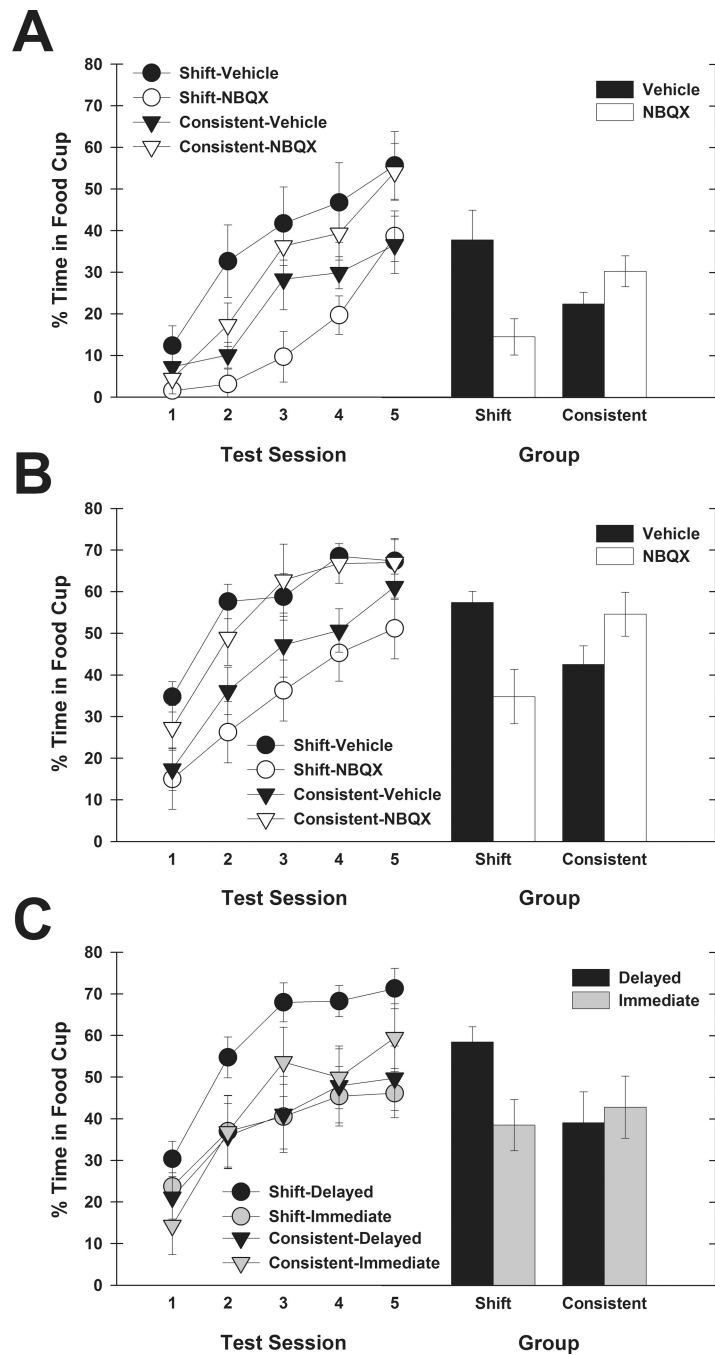 A
Shift-Vehicle
Shift-NBQX
Consistent-Vehicle
Consistent-NBQX
Vehicle
NBQX
80
70
60
50
40
30
20
10
0
% Time in Food Cup
1 2 3 4 5
Shift Consistent
Test Session
Group
B
Vehicle
NBQX
80
70
60
50
40
30
20
10
0
% Time in Food Cup
Shift-Vehicle
Shift-NBQX
Consistent-Vehicle
Consistent-NBQX
1 2 3 4 5
Shift Consistent
Test Session
Group
C
Delayed
Immediate
80
70
60
50
40
30
20
10
0
% Time in Food Cup
Shift-Delayed
Shift-Immediate
Consistent-Delayed
Consistent-Immediate
1 2 3 4 5
Shift Consistent
Test Session
Group